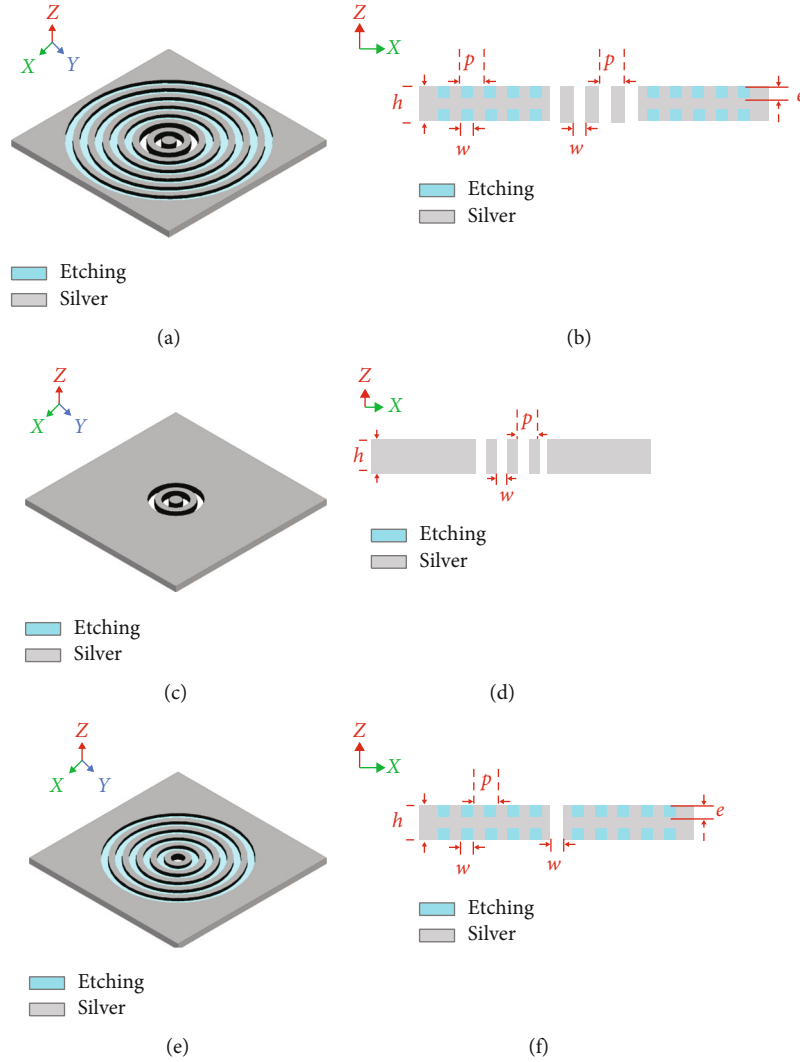 Z
X
Y
Etching
Silver
(a)
Z
X
p
p
h
e
w
w
Etching
Silver
(b)
Z
X
Y
Etching
Silver
(c)
Z
X
p
h
w
Etching
Silver
(d)
Z
X
Y
Etching
Silver
(e)
Z
X
p
h
e
w
w
Etching
Silver
(f)